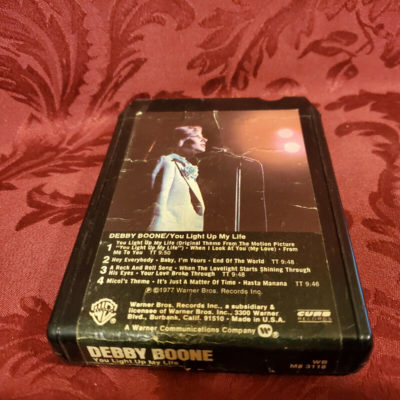 DEBBY BOONE/You Light Up My Life
1 You Light Up My Life (Original Theme From The Motion Picture
"You Light Up My Life") - When I Look At You (My Love) - From
Me To You TT 9:50
2 Hey Everybody - Baby, I'm Yours - End Of The World TT 9:48
3 A Rock And Roll Song - When The Lovelight Starts Shining Through
His Eyes - Your Love Broke Through TT 9:48
4 Micol's Theme - It's Just A Matter Of Time - Hasta Manana TT 9:46
℗©1977 Warner Bros. Records Inc.
WB
Warner Bros. Records Inc., a subsidiary &
licensee of Warner Bros. Inc., 3300 Warner
Blvd., Burbank, Calif. 91510 - Made in U.S.A.
A Warner Communications Company
CURB
RECORDS
DEBBY BOONE
You Light Up My Life
WB
M8 3118